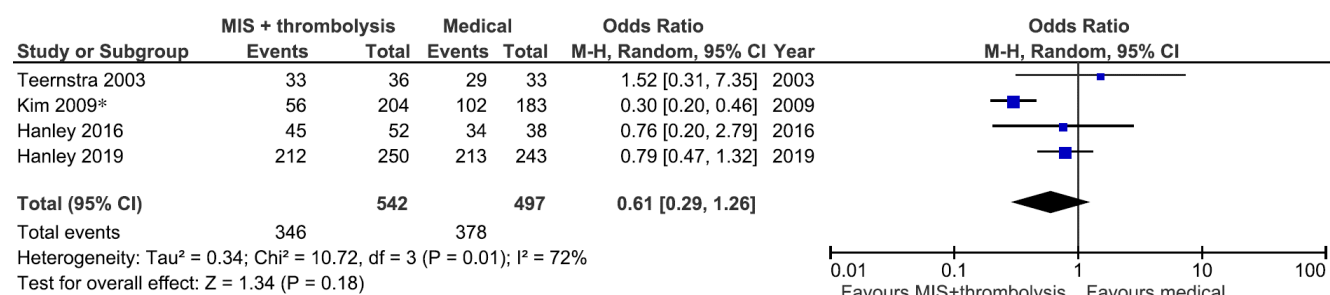 MIS + thrombolysis Medical Odds Ratio Odds Ratio
Study or Subgroup Events Total Events Total M-H, Random, 95% CI Year M-H, Random, 95% CI
Teernstra 2003 33 36 29 33 1.52 [0.31, 7.35] 2003
Kim 2009* 56 204 102 183 0.30 [0.20, 0.46] 2009
Hanley 2016 45 52 34 38 0.76 [0.20, 2.79] 2016
Hanley 2019 212 250 213 243 0.79 [0.47, 1.32] 2019
Total (95% CI) 542 497 0.61 [0.29, 1.26]
Total events 346 378
Heterogeneity: Tau² = 0.34; Chi² = 10.72, df = 3 (P = 0.01); I² = 72%
Test for overall effect: Z = 1.34 (P = 0.18)
0.01 0.1 1 10 100
Favours MIS+thrombolysis Favours medical